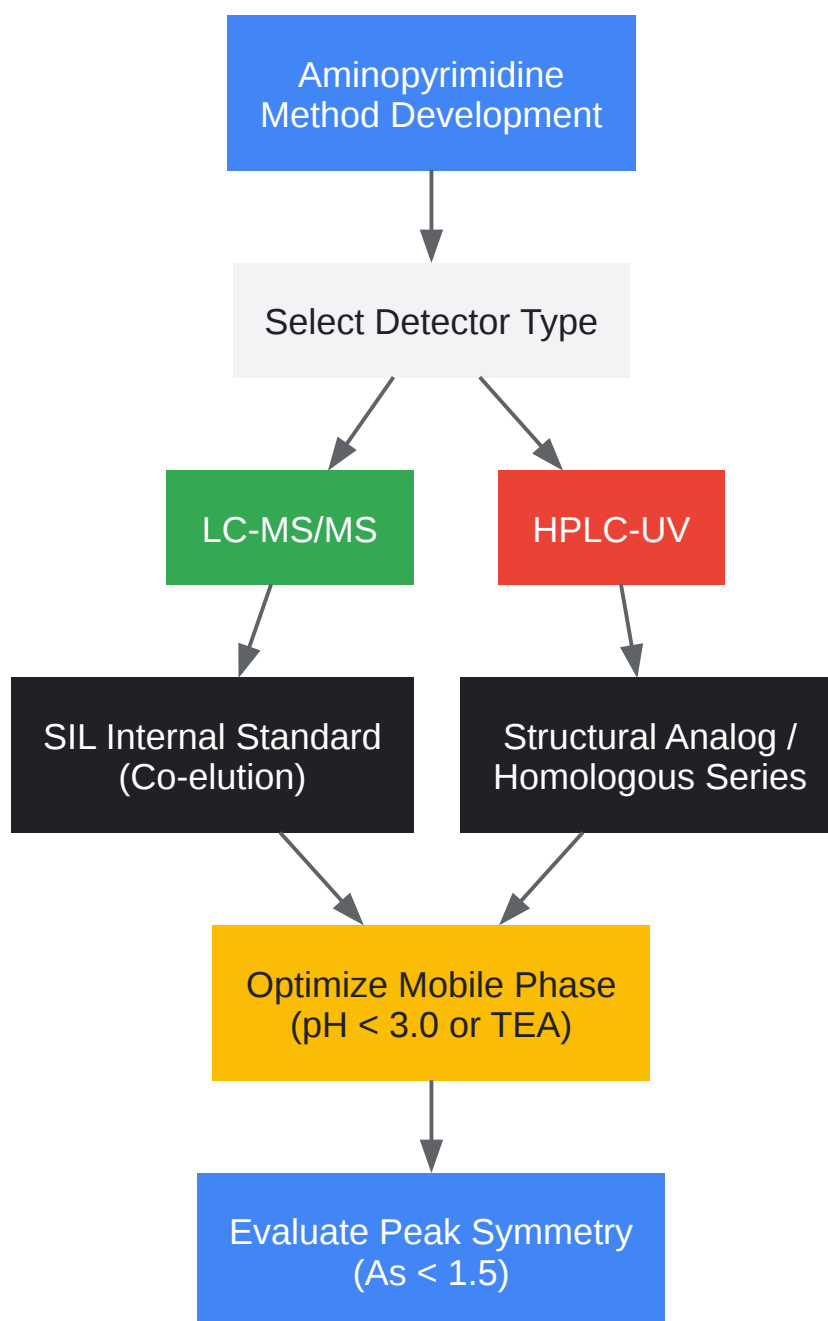 Aminopyrimidine
Method Development
Select Detector Type
LC-MS/MS
HPLC-UV
SIL Internal Standard
(Co-elution)
Structural Analog /
Homologous Series
Optimize Mobile Phase
(pH < 3.0 or TEA)
Evaluate Peak Symmetry
(As < 1.5)